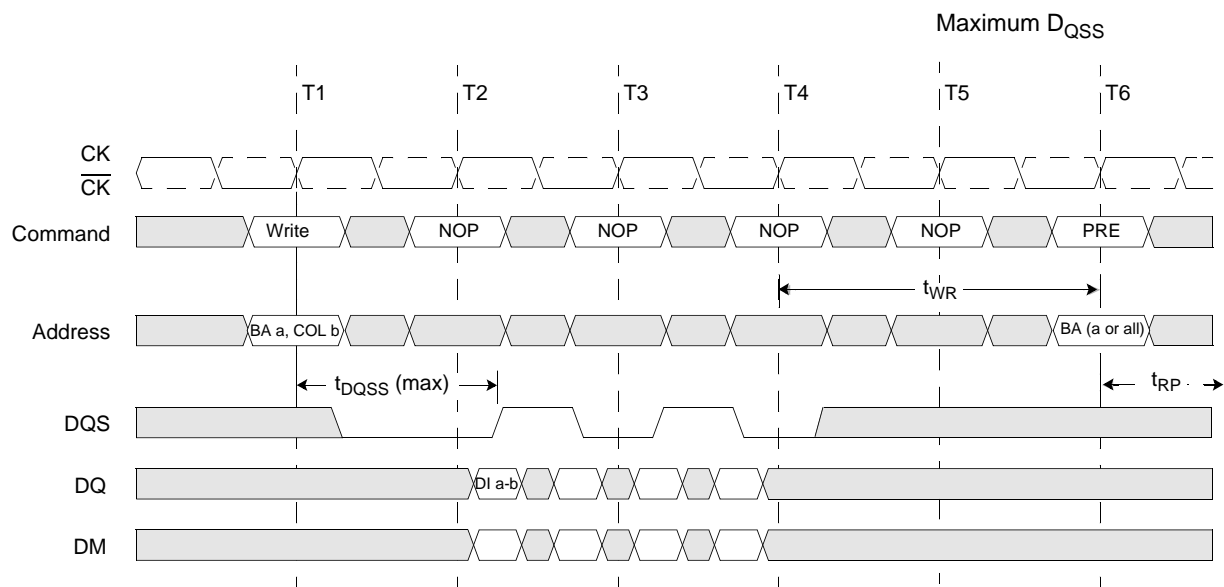 Maximum DQSS
T1 T2 T3 T4 T5 T6
CK
CK
Command Write NOP NOP NOP NOP PRE
tWR
Address BA a, COL b BA (a or all)
tDQSS (max) tRP
DQS
DQ DI a-b
DM